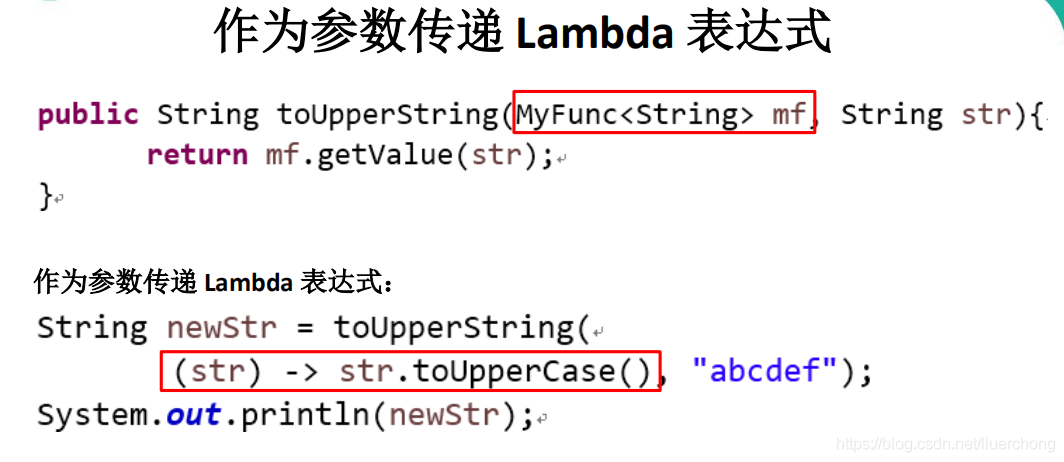 作为参数传递 Lambda 表达式
public String toUpperString(MyFunc<String> mf, String str){
return mf.getValue(str);
}
作为参数传递 Lambda 表达式：
String newStr = toUpperString(
(str) -> str.toUpperCase(), "abcdef");
System.out.println(newStr);
https://blog.csdn.net/liuerchong